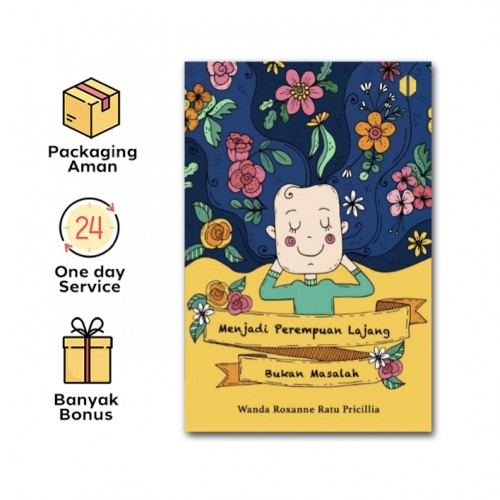 Packaging
Aman
24
One day
Service
Banyak
Bonus
Menjadi Perempuan Lajang
Bukan Masalah
Wanda Roxanne Ratu Pricillia